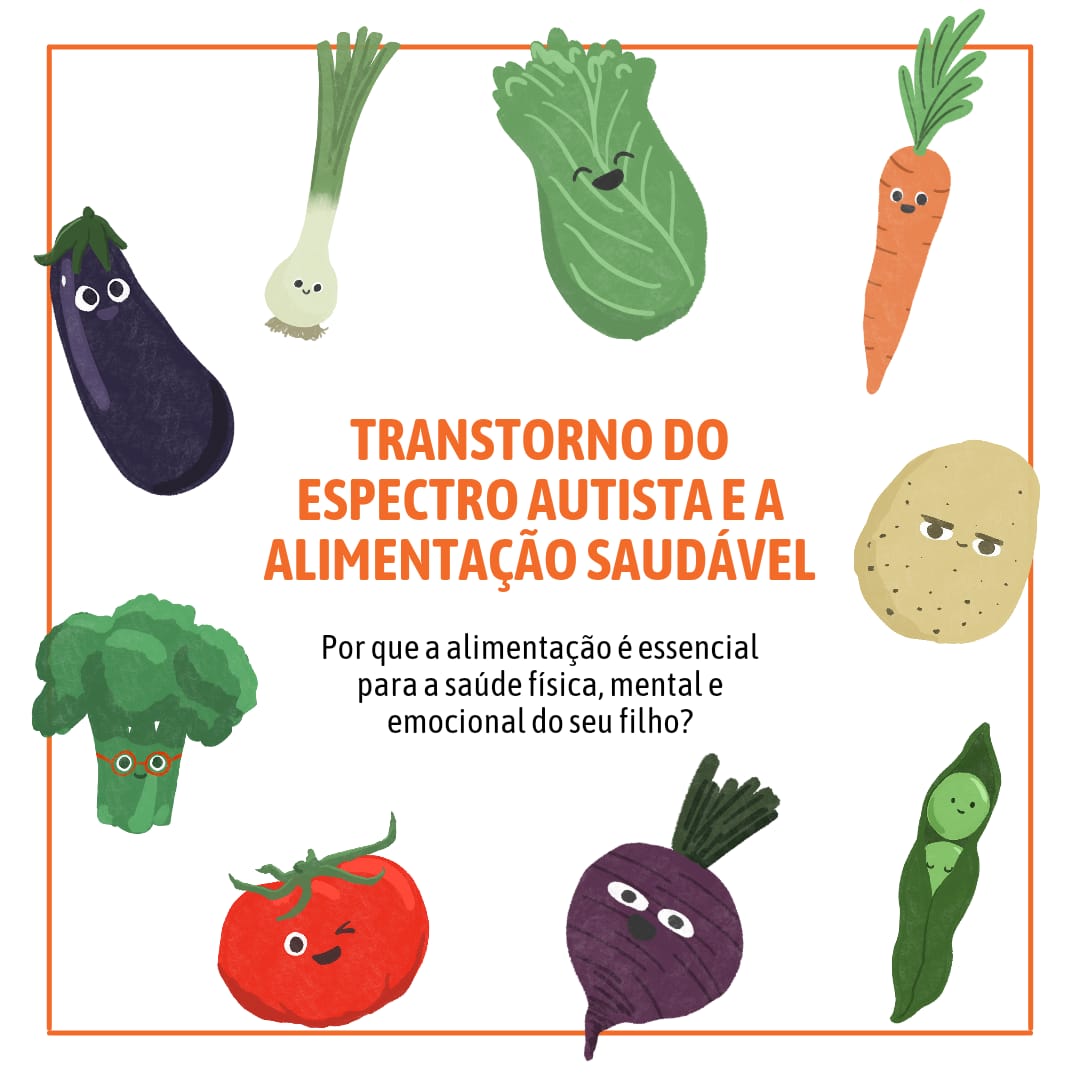 TRANSTORNO DO
ESPECTRO AUTISTA E A
ALIMENTAÇÃO SAUDÁVEL
Por que a alimentação é essencial
para a saúde física, mental e
emocional do seu filho?